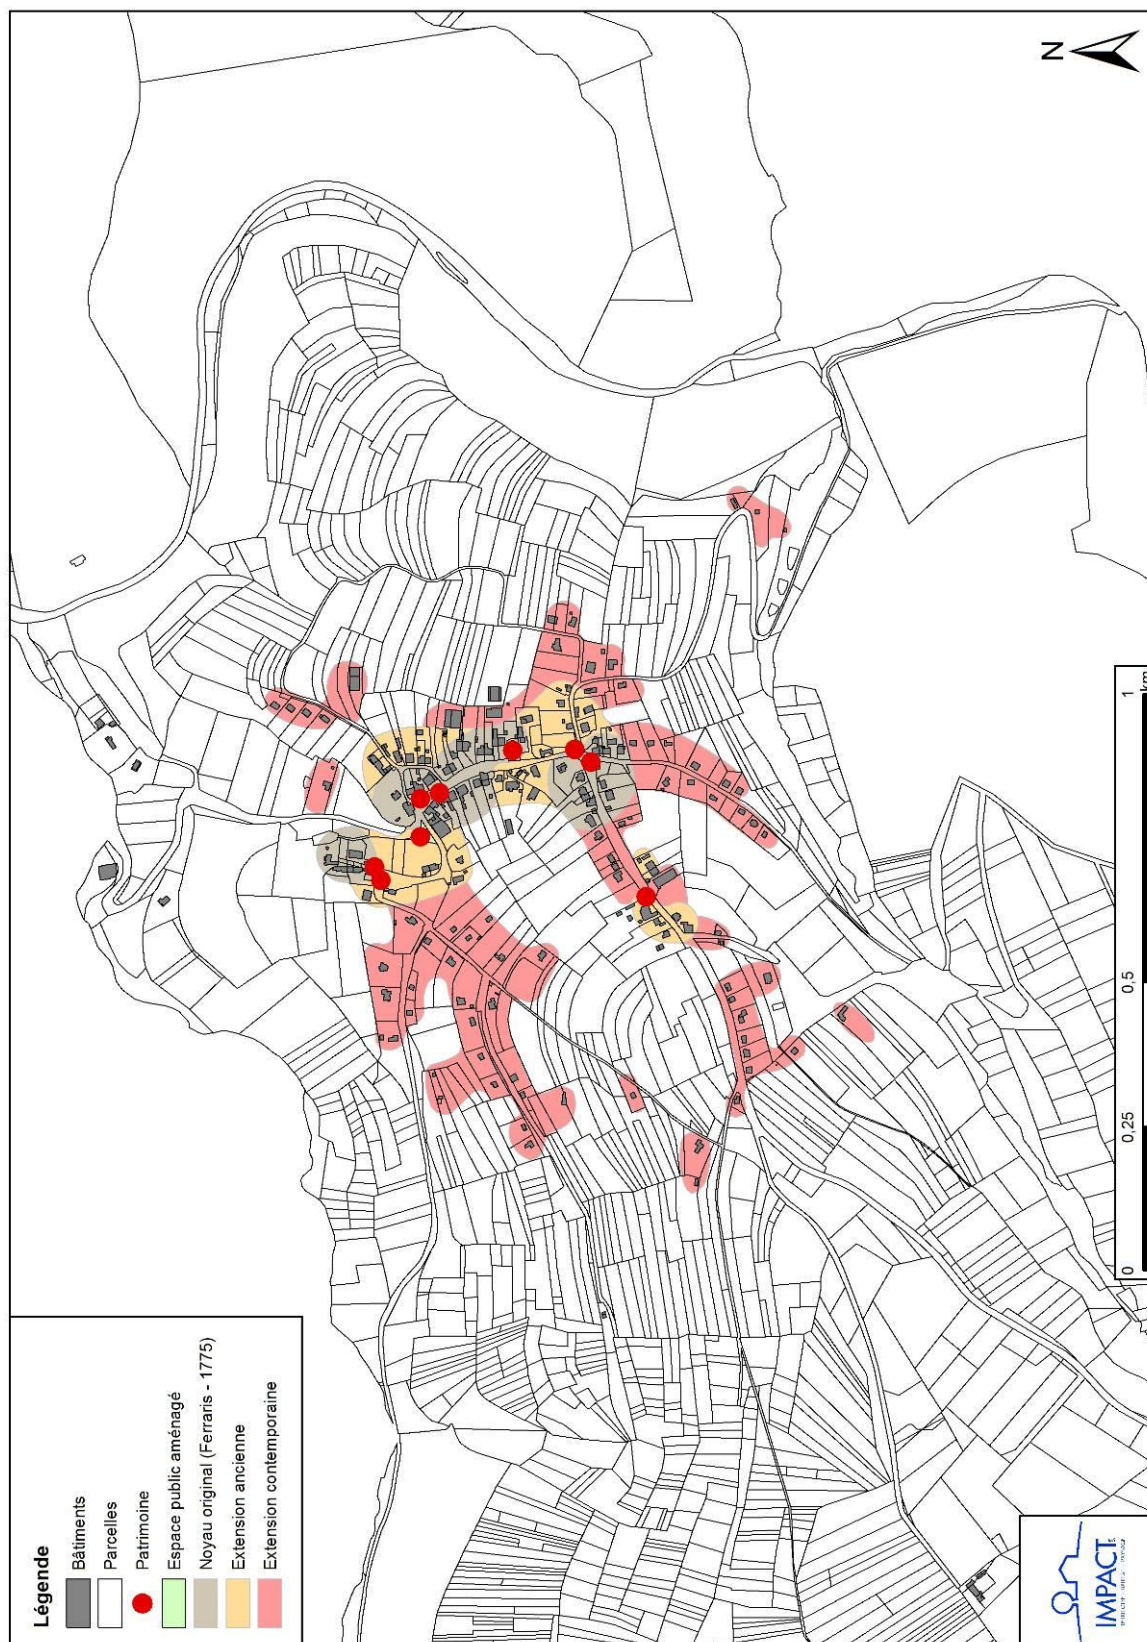 Légende
Bâtiments
Parcelles
Patrimoine
Espace public aménagé
Noyau original (Ferraris - 1775)
Extension ancienne
Extension contemporaine
N
0 0,25 0,5 1
km
IMPACT